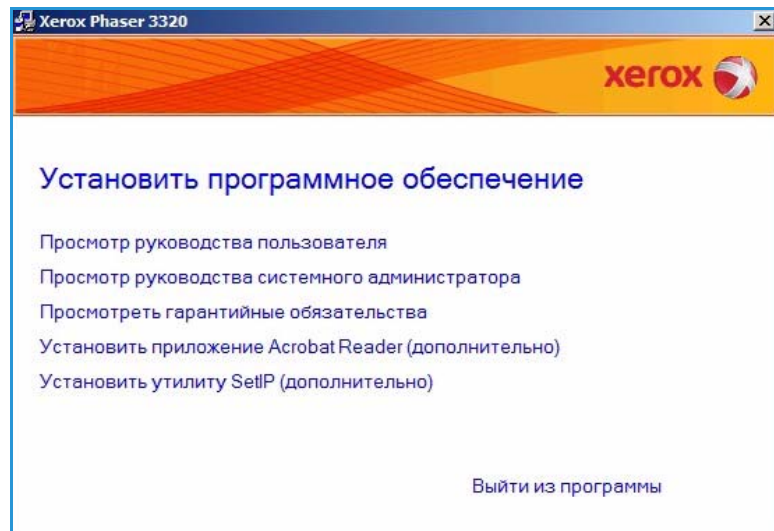 Xerox Phaser 3320
xerox
Установить программное обеспечение
Просмотр руководства пользователя
Просмотр руководства системного администратора
Просмотреть гарантийные обязательства
Установить приложение Acrobat Reader (дополнительно)
Установить утилиту SetIP (дополнительно)
Выйти из программы